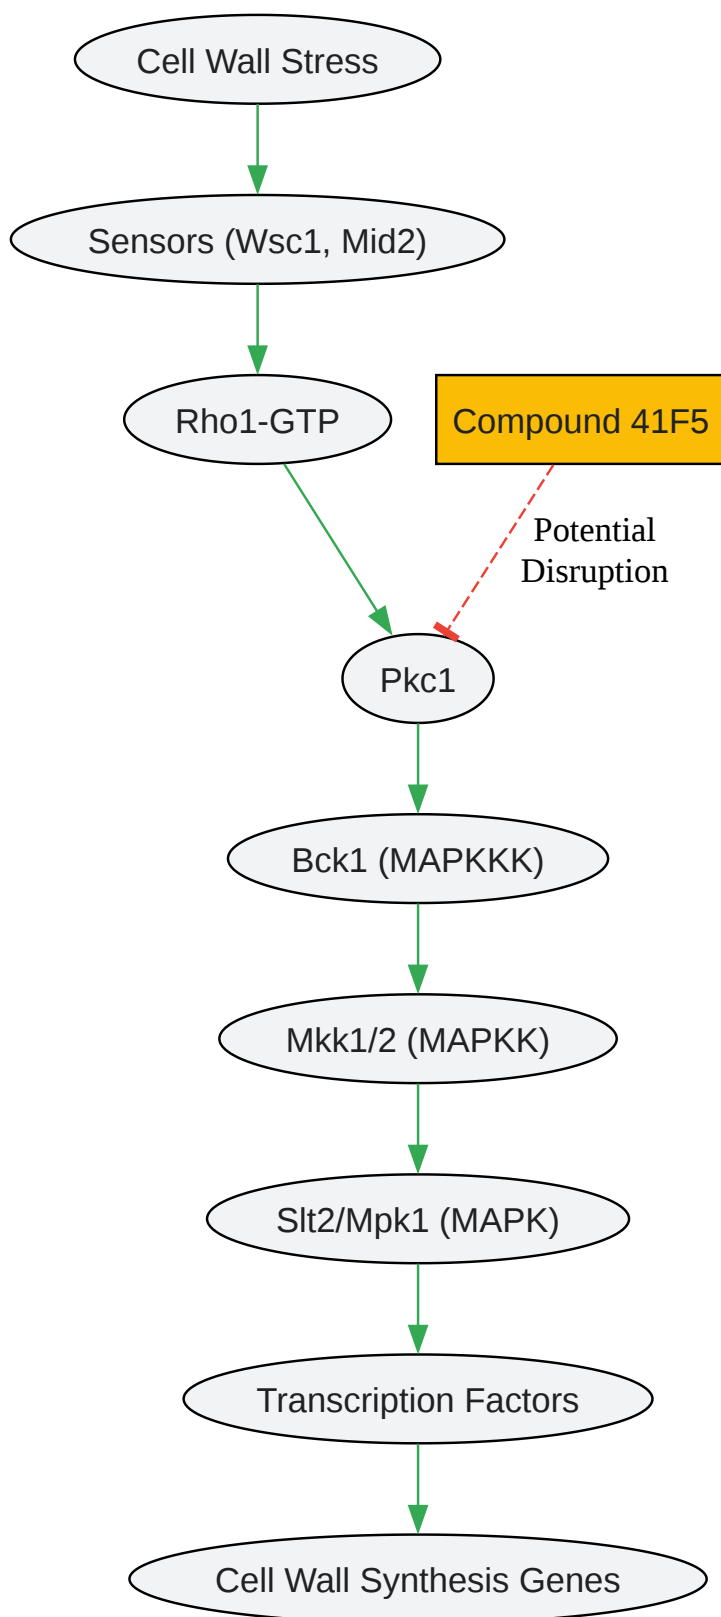 Cell Wall Stress
Sensors (Wsc1, Mid2)
Rho1-GTP
Compound 41F5
Potential
Disruption
Pkc1
Bck1 (MAPKKK)
Mkk1/2 (MAPKK)
Slt2/Mpk1 (MAPK)
Transcription Factors
Cell Wall Synthesis Genes